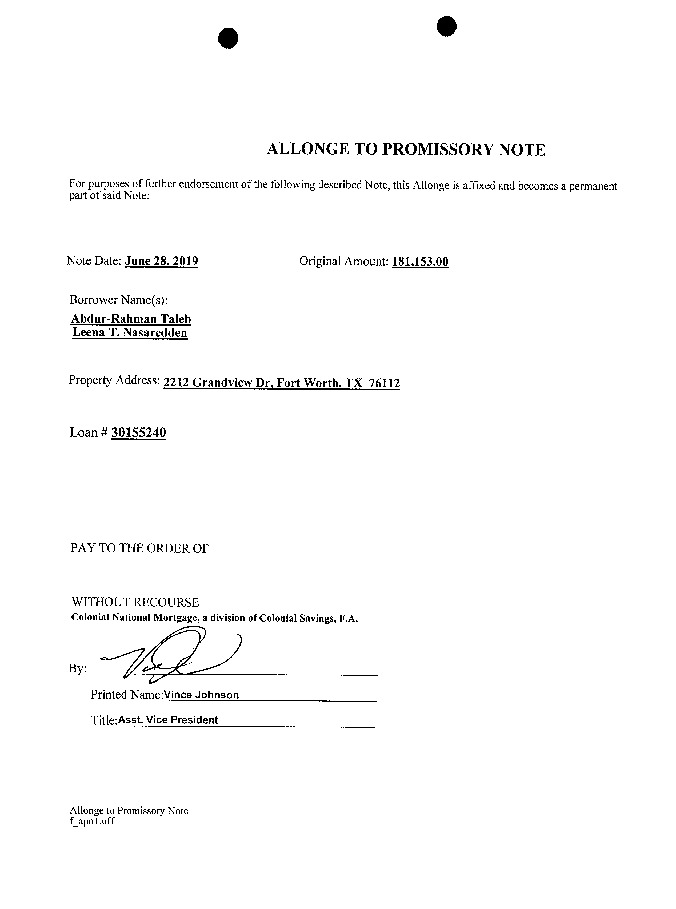 ALLONGE TO PROMISSORY NOTE
For purposes of further endorsement of the following described Note, this Allonge is affixed and becomes a permanent
part of said Note:
Note Date: June 28, 2019 Original Amount: 181,153.00
Borrower Name(s):
Abdur-Rahman Taleb
Leena T. Nasaredden
Property Address: 2212 Grandview Dr, Fort Worth, TX 76112
Loan # 30155240
PAY TO THE ORDER OF
WITHOUT RECOURSE
Colonial National Mortgage, a division of Colonial Savings, F.A.
By:
Printed Name:Vince Johnson
Title:Asst. Vice President
Allonge to Promissory Note